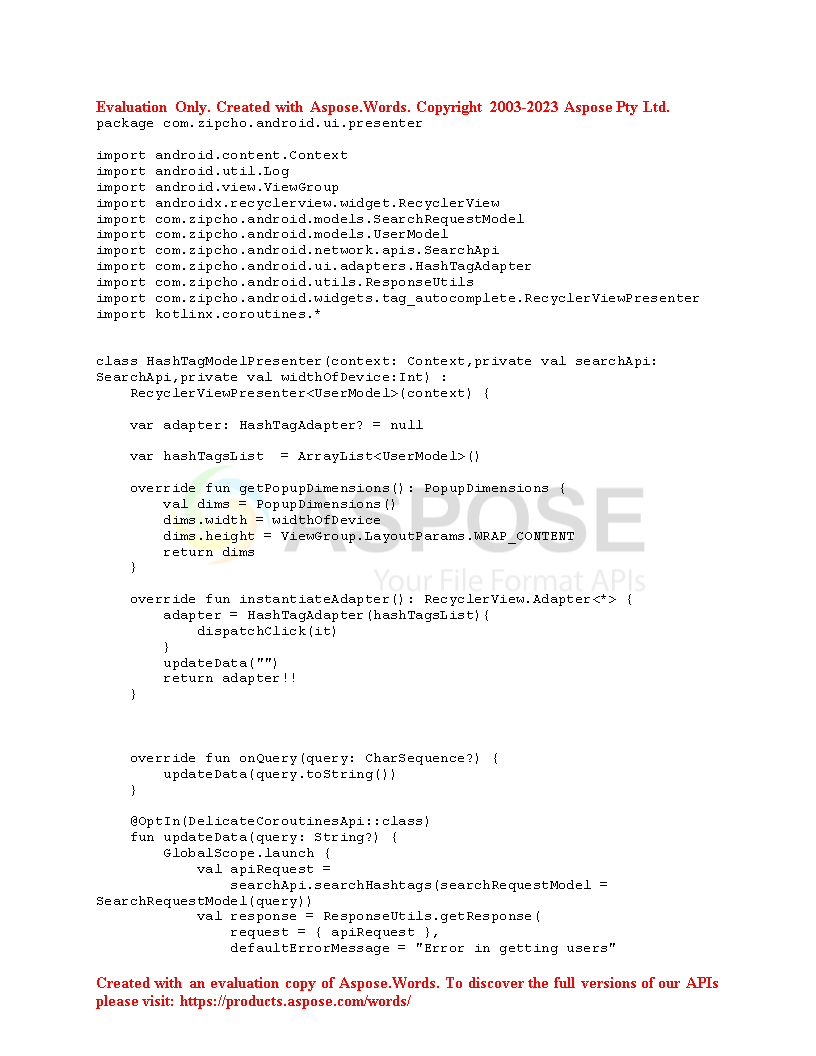 Evaluation Only. Created with Aspose.Words. Copyright 2003-2023 Aspose Pty Ltd.
package com.zipcho.android.ui.presenter
import android.content.Context
import android.util.Log
import android.view.ViewGroup
import androidx.recyclerview.widget.RecyclerView
import com.zipcho.android.models.SearchRequestModel
import com.zipcho.android.models.UserModel
import com.zipcho.android.network.apis.SearchApi
import com.zipcho.android.ui.adapters.HashTagAdapter
import com.zipcho.android.utils.ResponseUtils
import com.zipcho.android.widgets.tag_autocomplete.RecyclerViewPresenter
import kotlinx.coroutines.*
class HashTagModelPresenter(context: Context,private val searchApi:
SearchApi,private val widthOfDevice:Int) :
    RecyclerViewPresenter<UserModel>(context) {
    var adapter: HashTagAdapter? = null
    var hashTagsList  = ArrayList<UserModel>()
    override fun getPopupDimensions(): PopupDimensions {
        val dims = PopupDimensions()
        dims.width = widthOfDevice
        dims.height = ViewGroup.LayoutParams.WRAP_CONTENT
        return dims
    }
ASPOSE
Your File Format APIs
    override fun instantiateAdapter(): RecyclerView.Adapter<*> {
        adapter = HashTagAdapter(hashTagsList){
            dispatchClick(it)
        }
        updateData("")
        return adapter!!
    }
    override fun onQuery(query: CharSequence?) {
        updateData(query.toString())
    }
    @OptIn(DelicateCoroutinesApi::class)
    fun updateData(query: String?) {
        GlobalScope.launch {
            val apiRequest =
                searchApi.searchHashtags(searchRequestModel =
SearchRequestModel(query))
            val response = ResponseUtils.getResponse(
                request = { apiRequest },
                defaultErrorMessage = "Error in getting users"
Created with an evaluation copy of Aspose.Words. To discover the full versions of our APIs
please visit: https://products.aspose.com/words/